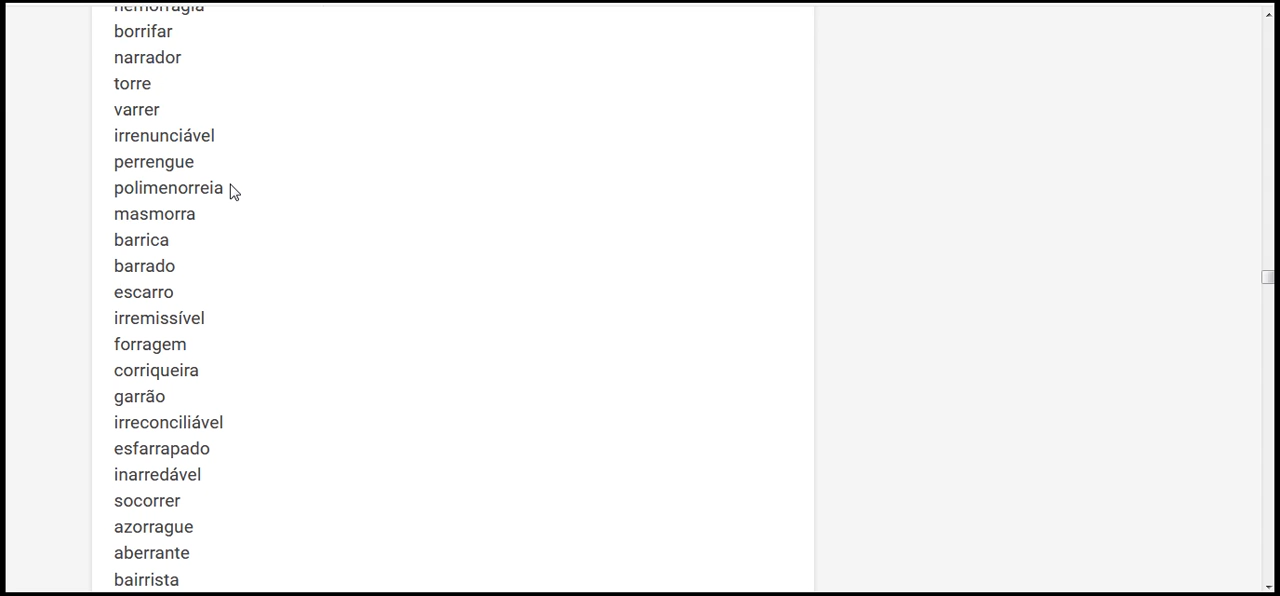 hemorragia
borrifar
narrador
torre
varrer
irrenunciável
perrengue
polimenorreia
masmorra
barrica
barrado
escarro
irremissível
forragem
corriqueira
garrão
irreconciliável
esfarrapado
inarredável
socorrer
azorrague
aberrante
bairrista